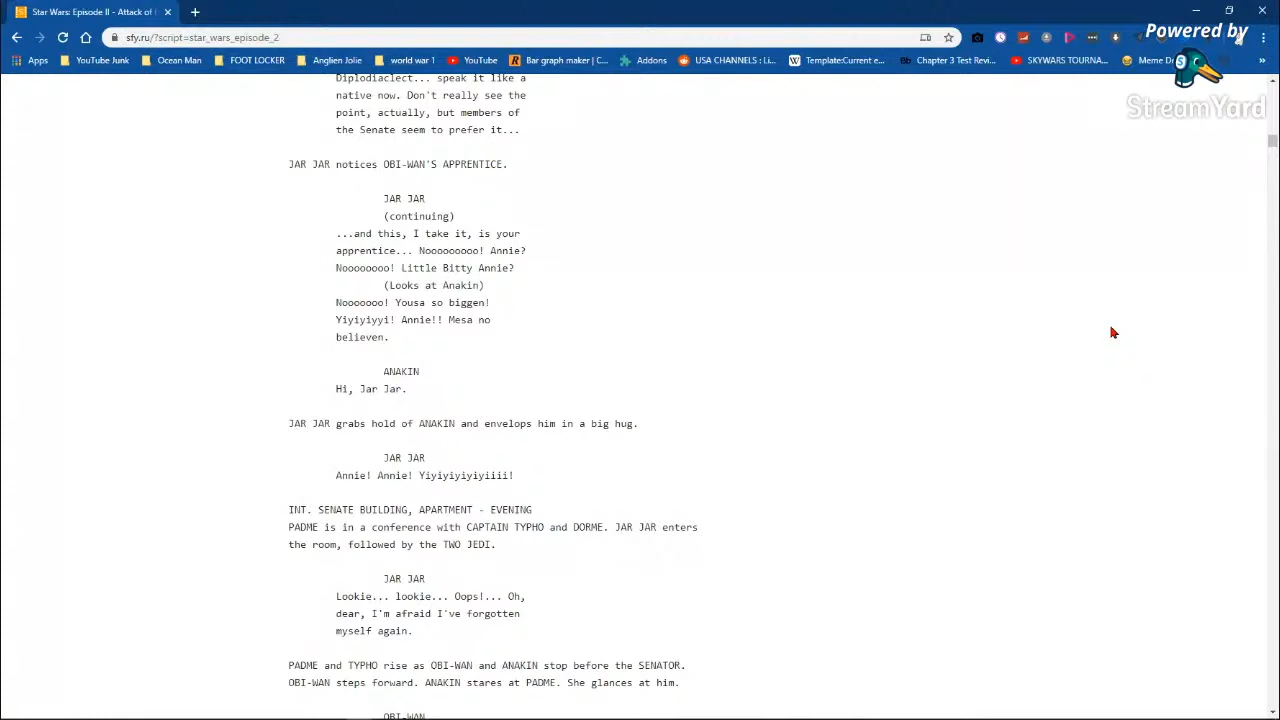 Star Wars: Episode II - Attack of
Powered by
sfy.ru/?script=star_wars_episode_2
Apps
YouTube Junk
Ocean Man
FOOT LOCKER
Anglien Jolie
world war 1
YouTube
Bar graph maker | C...
Addons
USA CHANNELS : Li...
Template:Current e...
Chapter 3 Test Revi...
SKYWARS TOURNA...
Meme De
StreamYard
Diplodiaclect... speak it like a
native now. Don't really see the
point, actually, but members of
the Senate seem to prefer it...
JAR JAR notices OBI-WAN'S APPRENTICE.
JAR JAR
(continuing)
...and this, I take it, is your
apprentice... Nooooooooo! Annie?
Noooooooo! Little Bitty Annie?
(Looks at Anakin)
Nooooooo! Yousa so biggen!
Yiyiyiyyi! Annie!! Mesa no
believen.
ANAKIN
Hi, Jar Jar.
JAR JAR grabs hold of ANAKIN and envelops him in a big hug.
JAR JAR
Annie! Annie! Yiyiyiyiyiyiiii!
INT. SENATE BUILDING, APARTMENT - EVENING
PADME is in a conference with CAPTAIN TYPHO and DORME. JAR JAR enters
the room, followed by the TWO JEDI.
JAR JAR
Lookie... lookie... Oops!... Oh,
dear, I'm afraid I've forgotten
myself again.
PADME and TYPHO rise as OBI-WAN and ANAKIN stop before the SENATOR.
OBI-WAN steps forward. ANAKIN stares at PADME. She glances at him.
OBI-WAN